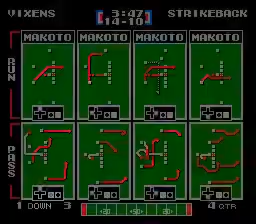 VIXENS 3:47 STRIKEBACK
14-10
MAKOTO MAKOTO MAKOTO MAKOTO
RUN
PASS
1 DOWN 3 4 QTR